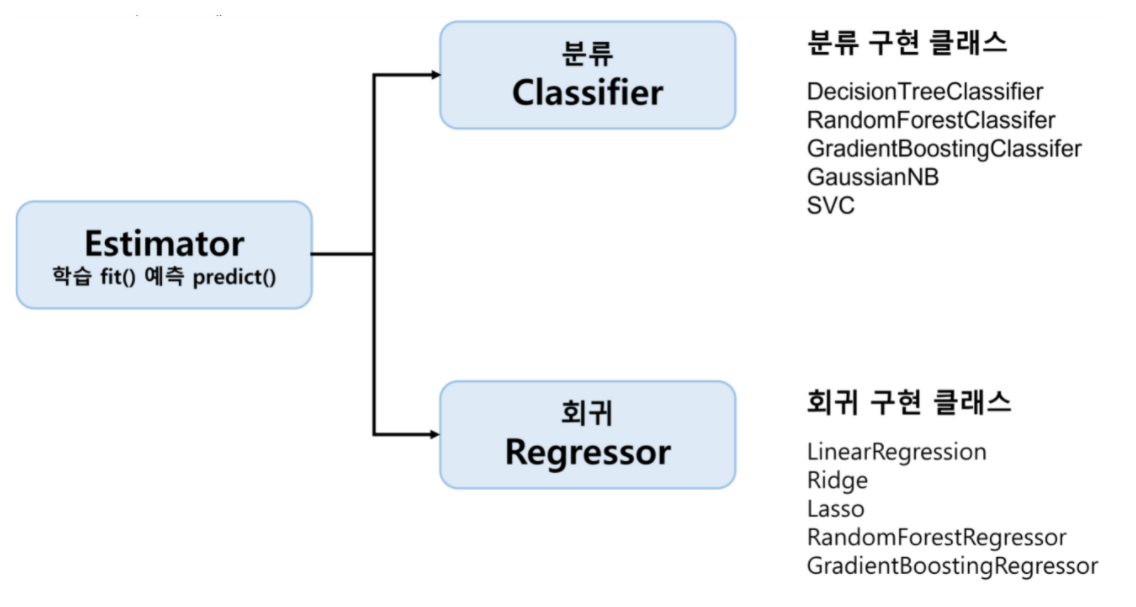 Estimator
학습 fit() 예측 predict()
분류
Classifier
분류 구현 클래스
DecisionTreeClassifier
RandomForestClassifer
GradientBoostingClassifer
GaussianNB
SVC
회귀
Regressor
회귀 구현 클래스
LinearRegression
Ridge
Lasso
RandomForestRegressor
GradientBoostingRegressor